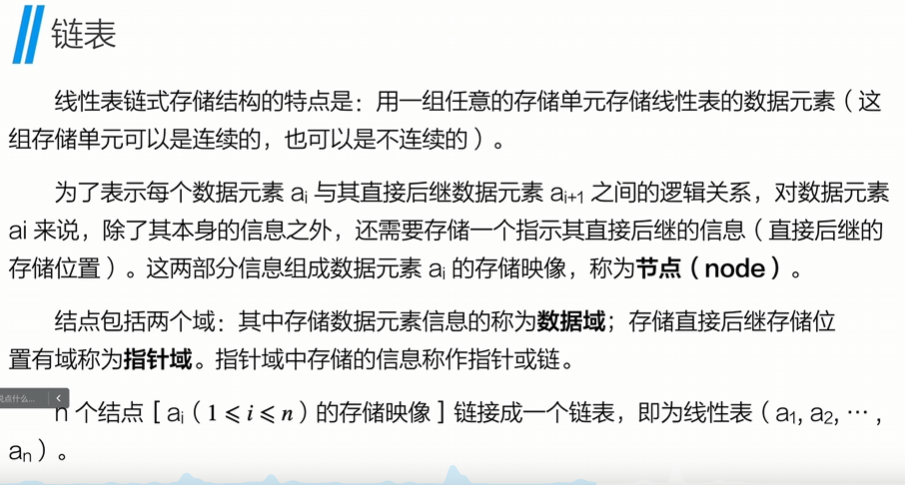 链表
线性表链式存储结构的特点是：用一组任意的存储单元存储线性表的数据元素（这
组存储单元可以是连续的，也可以是不连续的）。
为了表示每个数据元素 aᵢ 与其直接后继数据元素 aᵢ₊₁ 之间的逻辑关系，对数据元素
ai 来说，除了其本身的信息之外，还需要存储一个指示其直接后继的信息（直接后继的
存储位置）。这两部分信息组成数据元素 aᵢ 的存储映像，称为节点（node）。
结点包括两个域：其中存储数据元素信息的称为数据域；存储直接后继存储位
置有域称为指针域。指针域中存储的信息称作指针或链。
说点什么...
n 个结点［aᵢ（1⩽i⩽n）的存储映像］链接成一个链表，即为线性表（a₁, a₂, ⋯ ,
aₙ）。